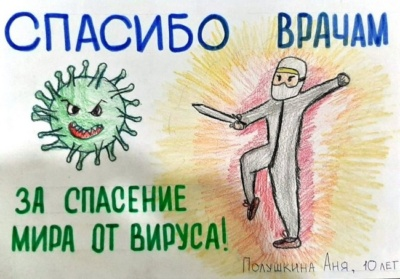 СПАСИБО ВРАЧАМ
ЗА СПАСЕНИЕ
МИРА ОТ ВИРУСА!
Полушкина Аня, 10 лет